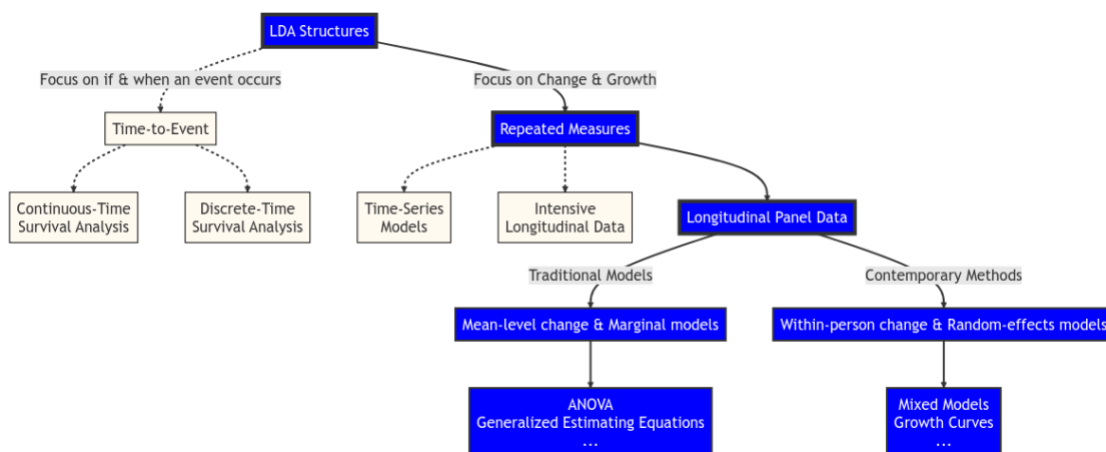 LDA Structures
Focus on if & when an event occurs
Focus on Change & Growth
Time-to-Event
Repeated Measures
Continuous-Time
Survival Analysis
Discrete-Time
Survival Analysis
Time-Series
Models
Intensive
Longitudinal Data
Longitudinal Panel Data
Traditional Models
Contemporary Methods
Mean-level change & Marginal models
Within-person change & Random-effects models
ANOVA
Generalized Estimating Equations
...
Mixed Models
Growth Curves
...